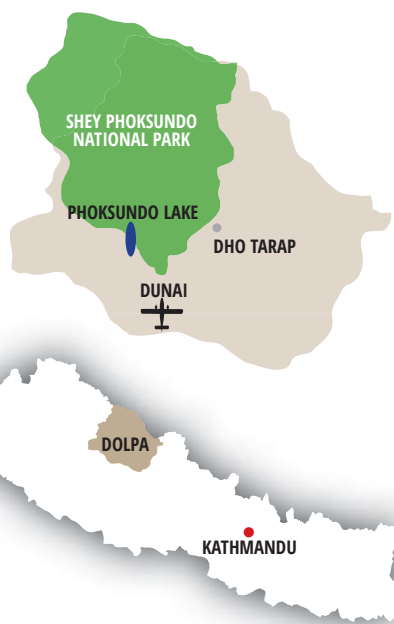 SHEY PHOKSUNDO
NATIONAL PARK
PHOKSUNDO LAKE
DHO TARAP
DUNAI
DOLPA
KATHMANDU